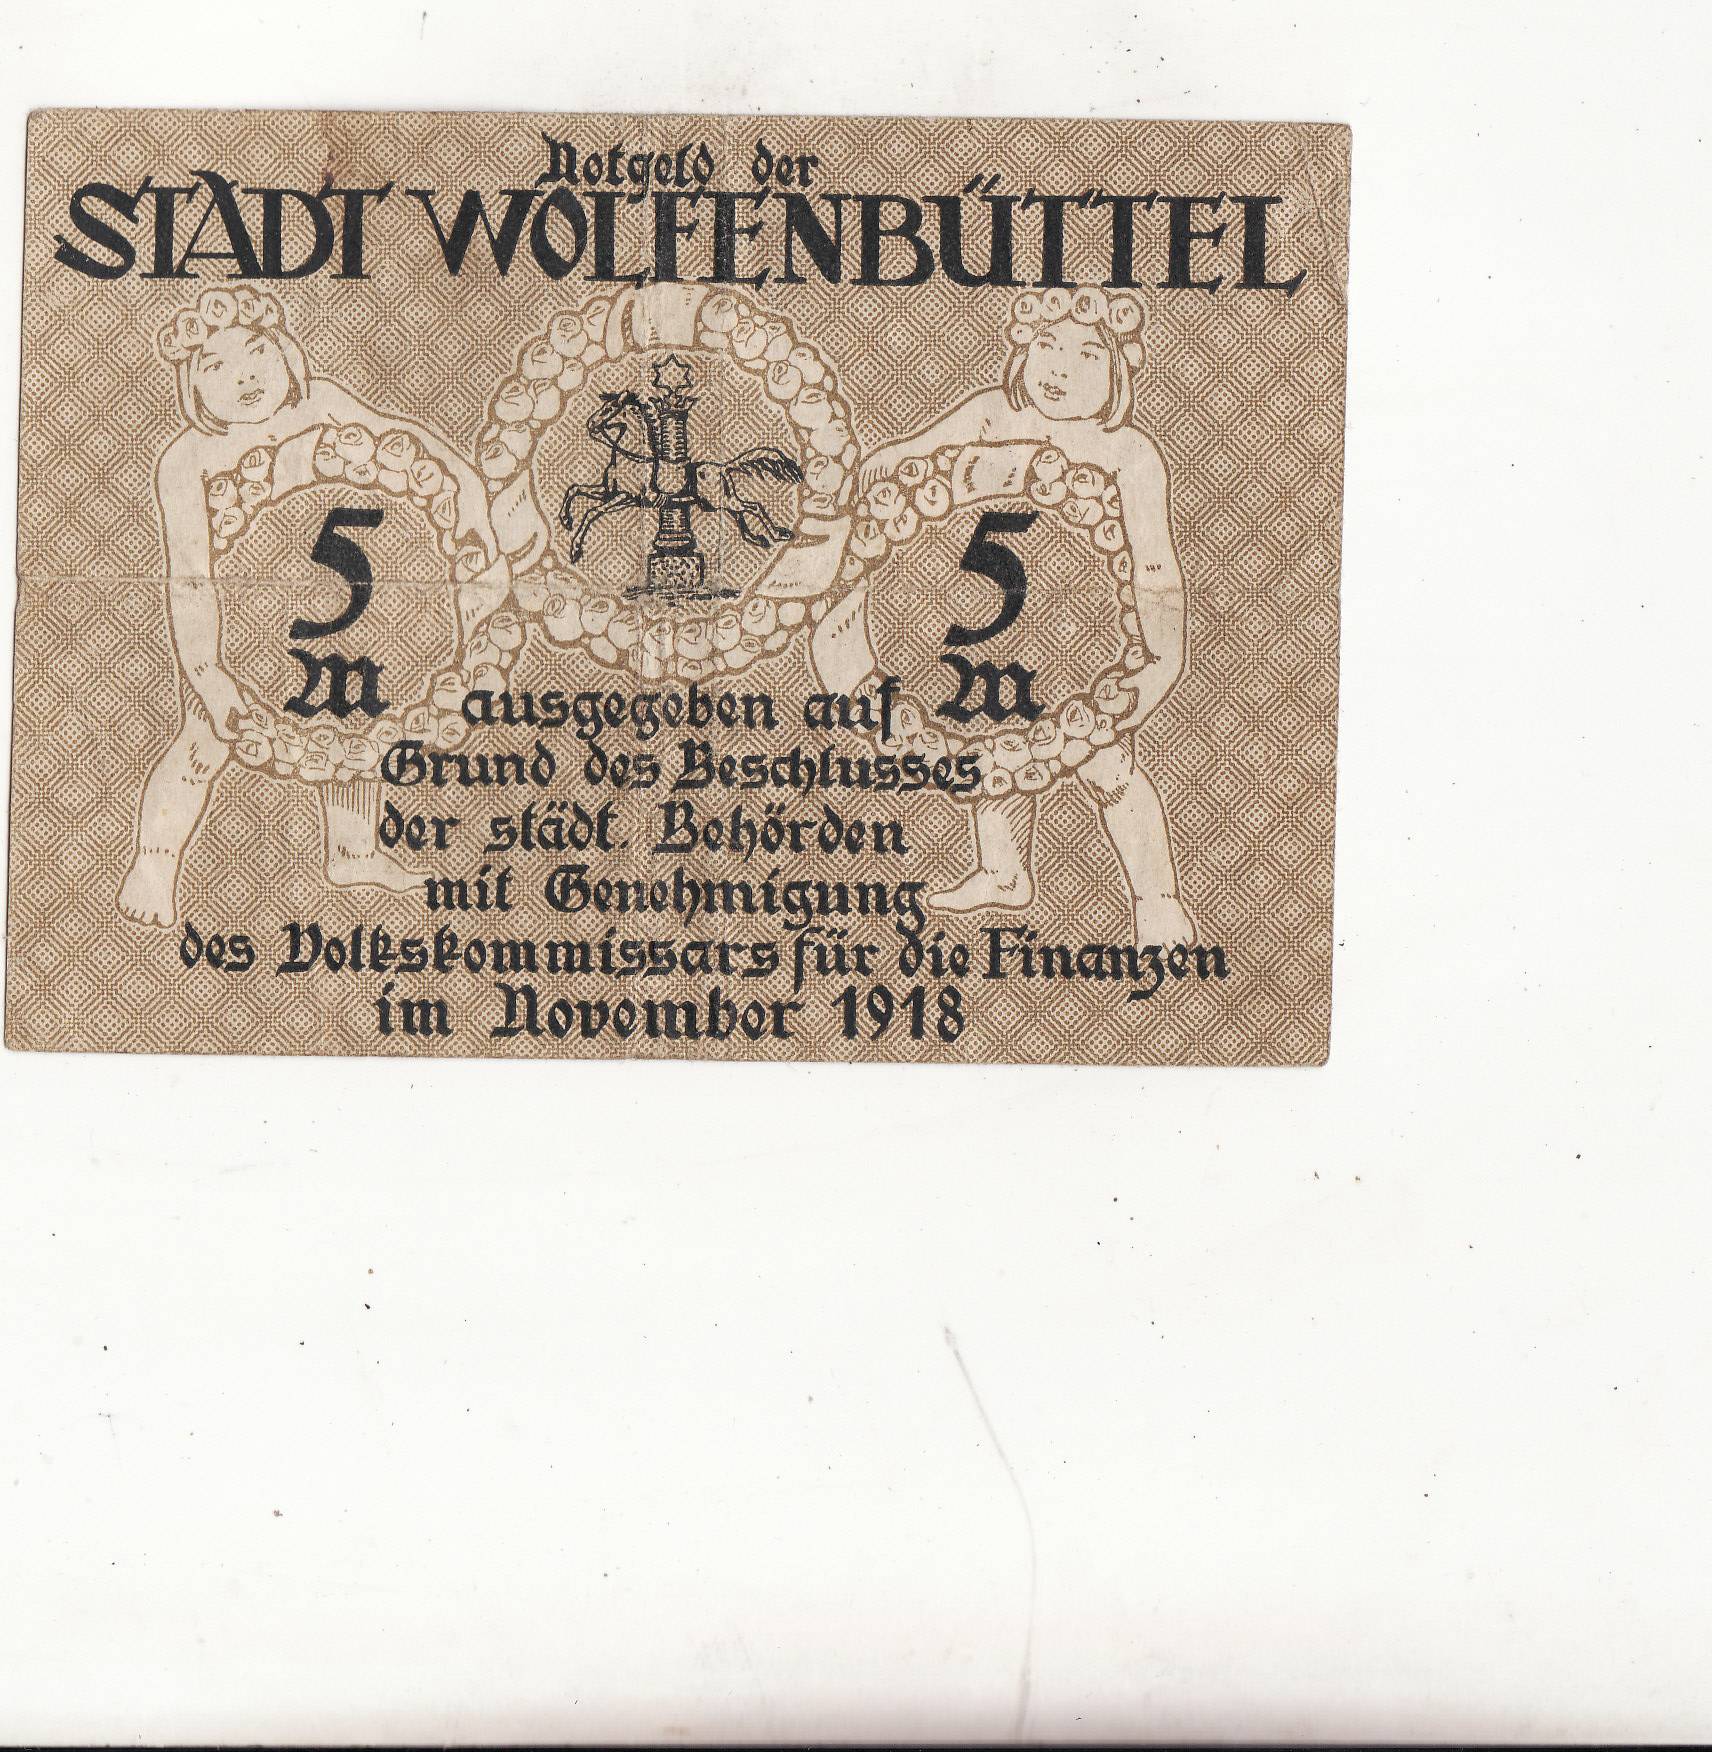 Notgeld der
STADT WOLFENBÜTTEL
5 5
M M
ausgegeben auf
Grund des Beschlusses
der städt. Behörden
mit Genehmigung
des Volkskommissars für die Finanzen
im November 1918